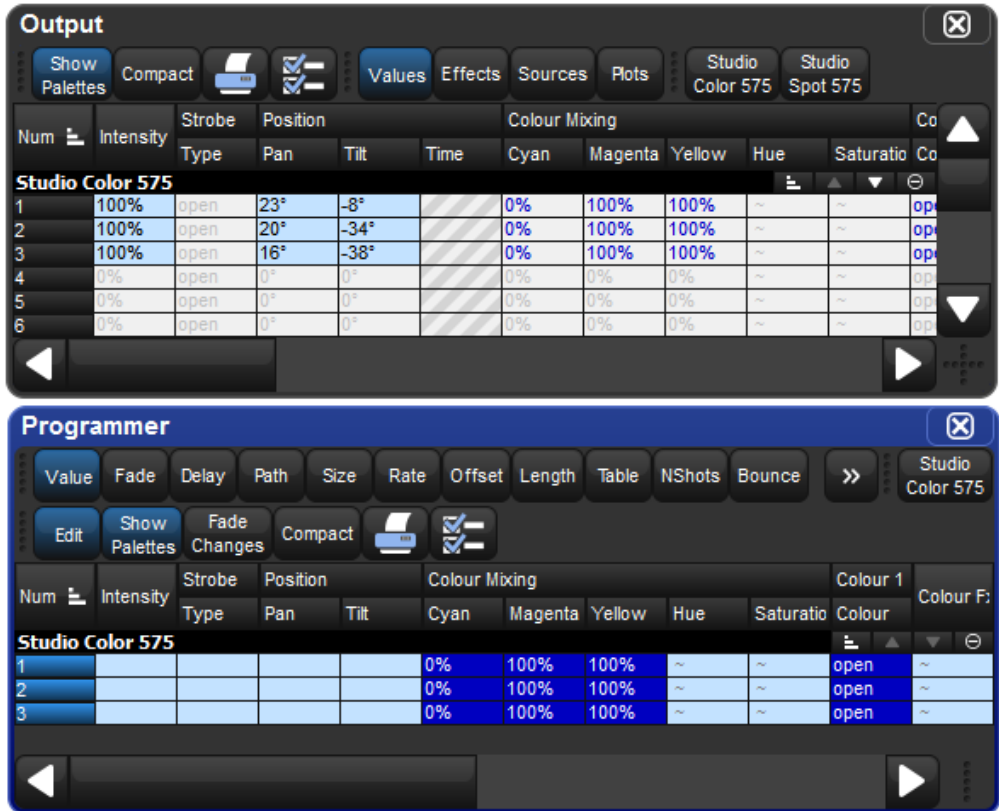 Output
Show Palettes Compact Values Effects Sources Plots Studio Color 575 Studio Spot 575
Num Intensity Strobe Position Colour Mixing Co
Type Pan Tilt Time Cyan Magenta Yellow Hue Saturatio Co
Studio Color 575
1 100% open 23° -8° 0% 100% 100% ~ ~ ope
2 100% open 20° -34° 0% 100% 100% ~ ~ ope
3 100% open 16° -38° 0% 100% 100% ~ ~ ope
4 0% open 0° 0° 0% 0% 0% ~ ~ ope
5 0% open 0° 0° 0% 0% 0% ~ ~ ope
6 0% open 0° 0° 0% 0% 0% ~ ~ ope
Programmer
Value Fade Delay Path Size Rate Offset Length Table NShots Bounce » Studio Color 575
Edit Show Palettes Fade Changes Compact
Num Intensity Strobe Position Colour Mixing Colour 1 Colour Fx
Type Pan Tilt Cyan Magenta Yellow Hue Saturatio Colour
Studio Color 575
1 0% 100% 100% ~ ~ open ~
2 0% 100% 100% ~ ~ open ~
3 0% 100% 100% ~ ~ open ~